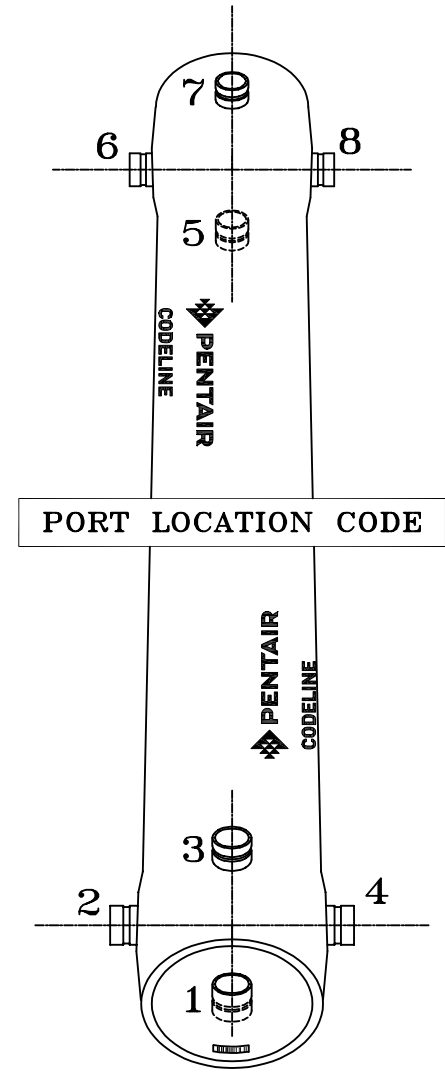 7
6
8
5
CODELINE
PENTAIR
PORT LOCATION CODE
PENTAIR
CODELINE
3
2
4
1